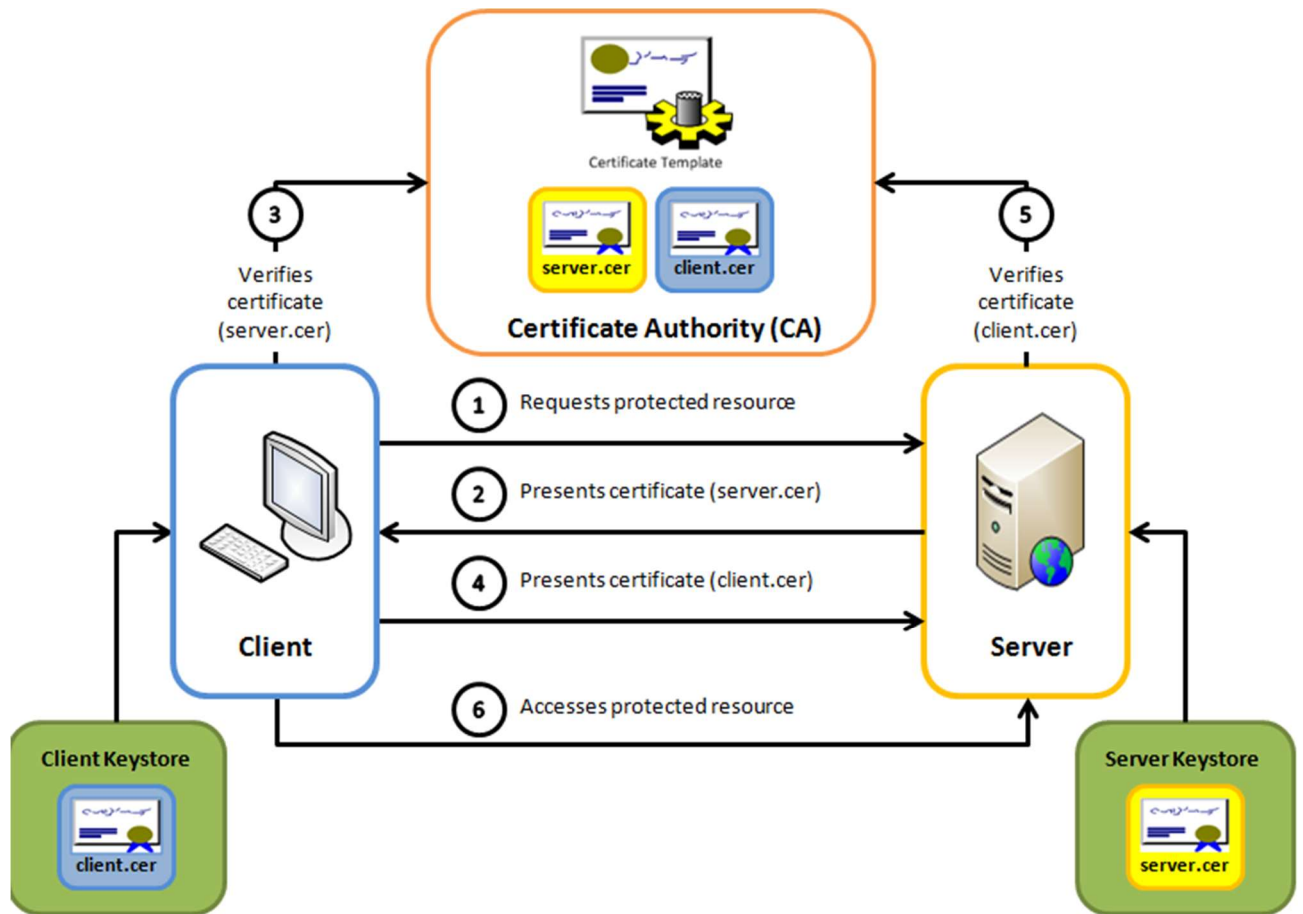 Certificate Template
server.cer
client.cer
Certificate Authority (CA)
3
Verifies
certificate
(server.cer)
5
Verifies
certificate
(client.cer)
1 Requests protected resource
2 Presents certificate (server.cer)
4 Presents certificate (client.cer)
Client
Server
6 Accesses protected resource
Client Keystore
client.cer
Server Keystore
server.cer